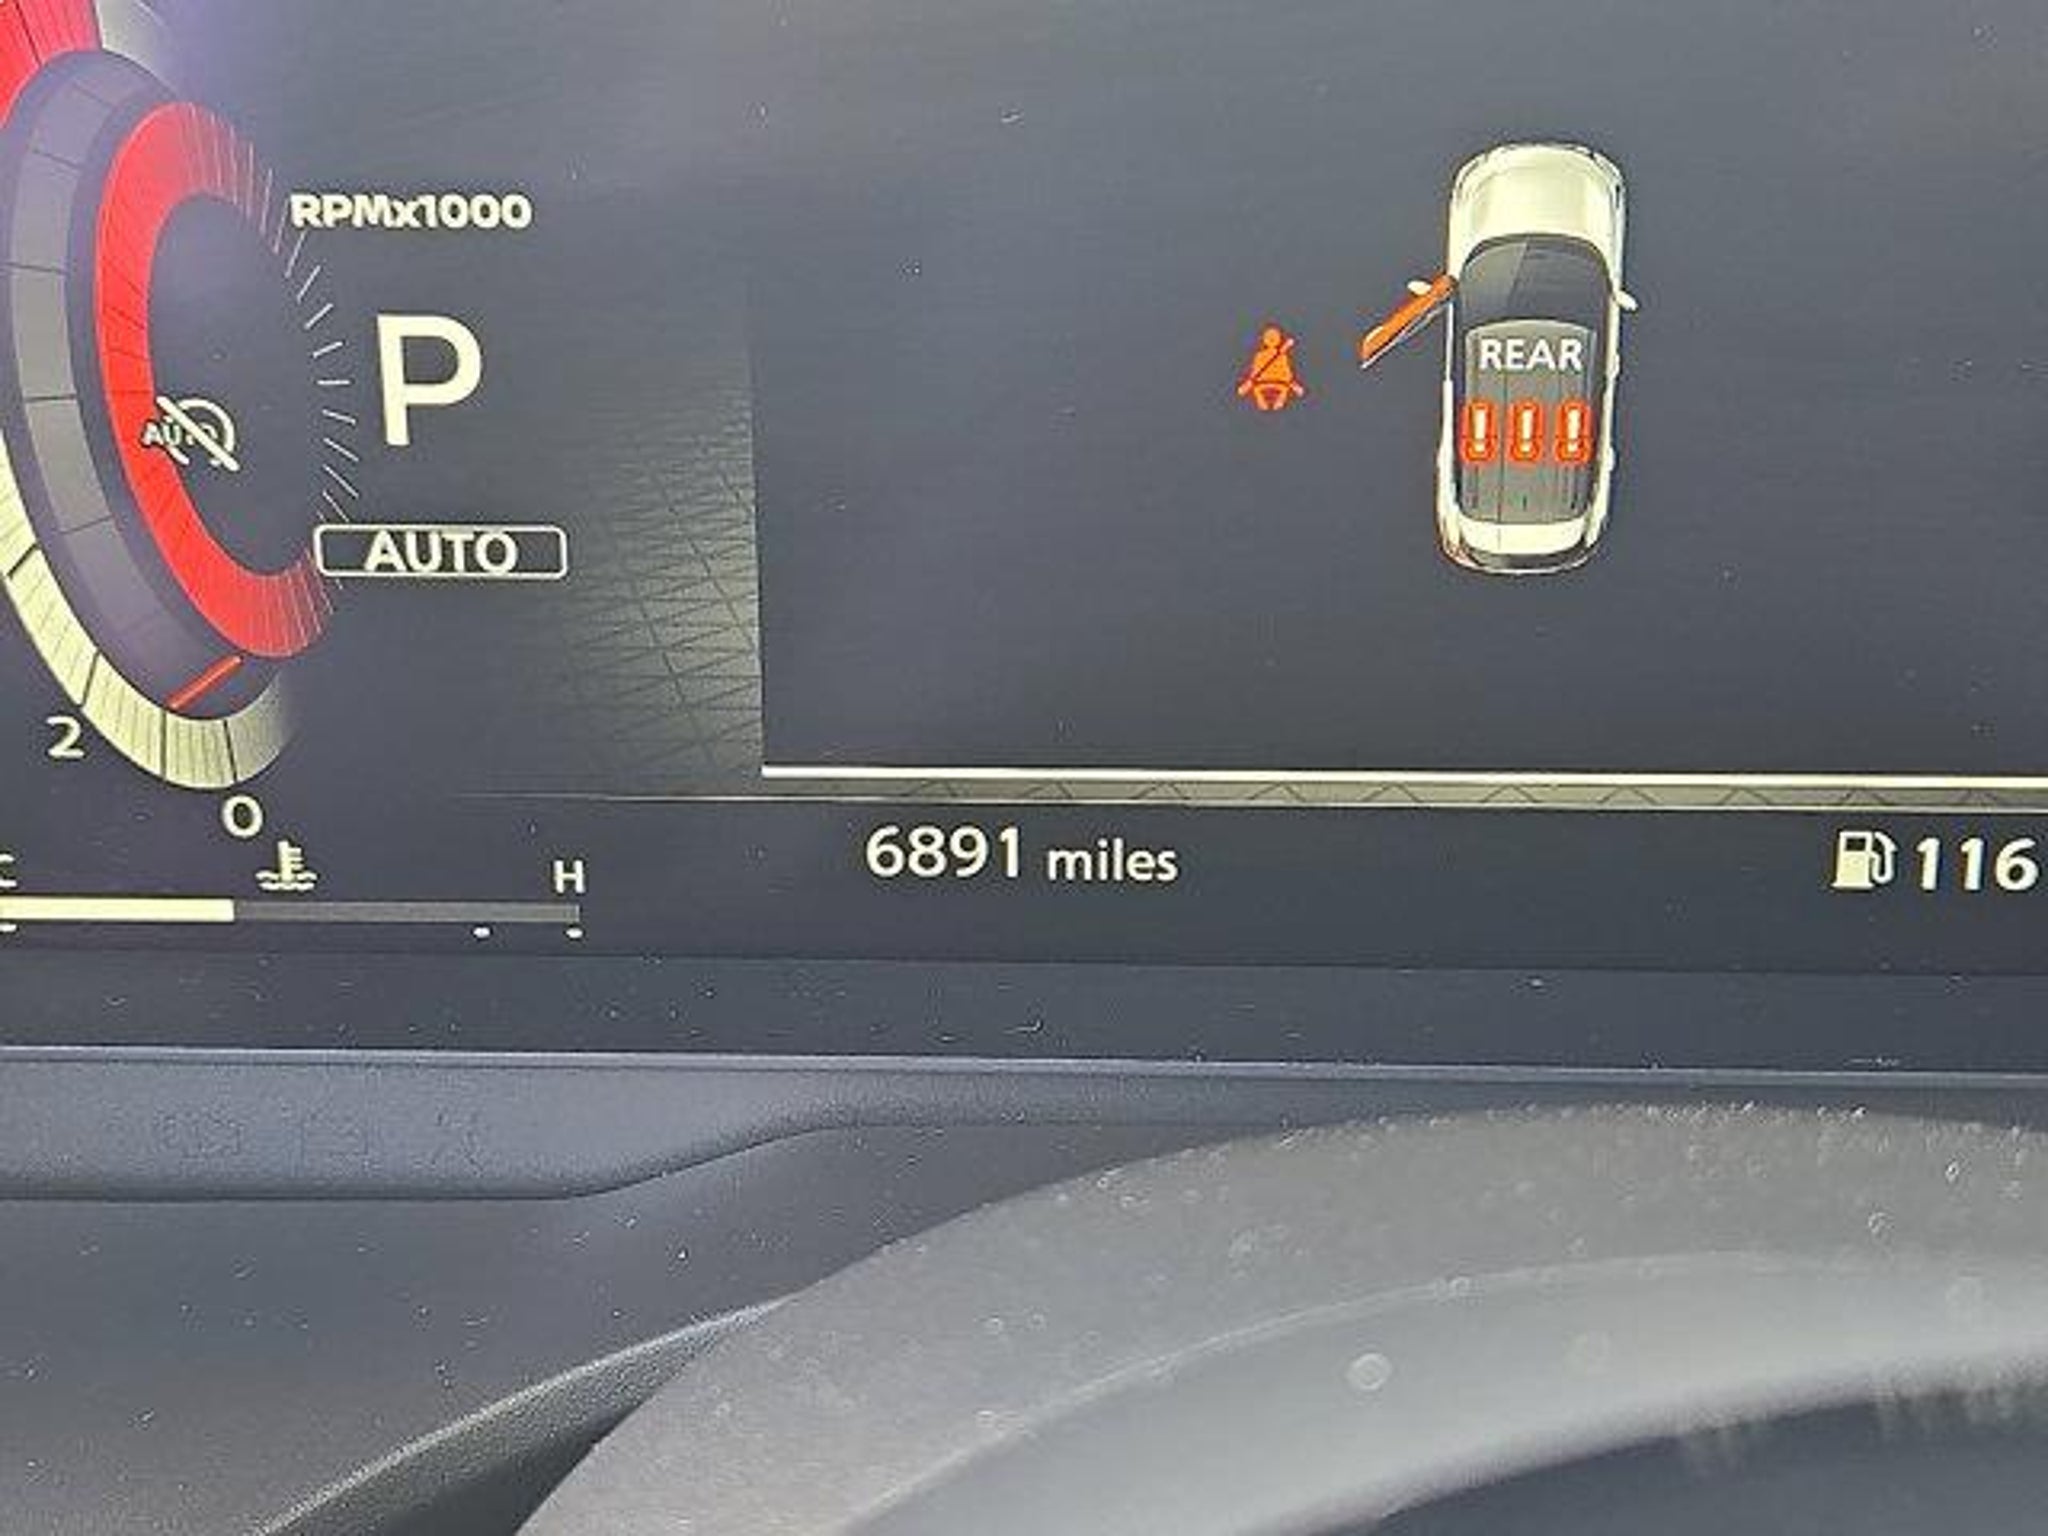 RPMx1000
P
AUTO
AUTO
REAR
! ! !
2
0
H
6891 miles
116